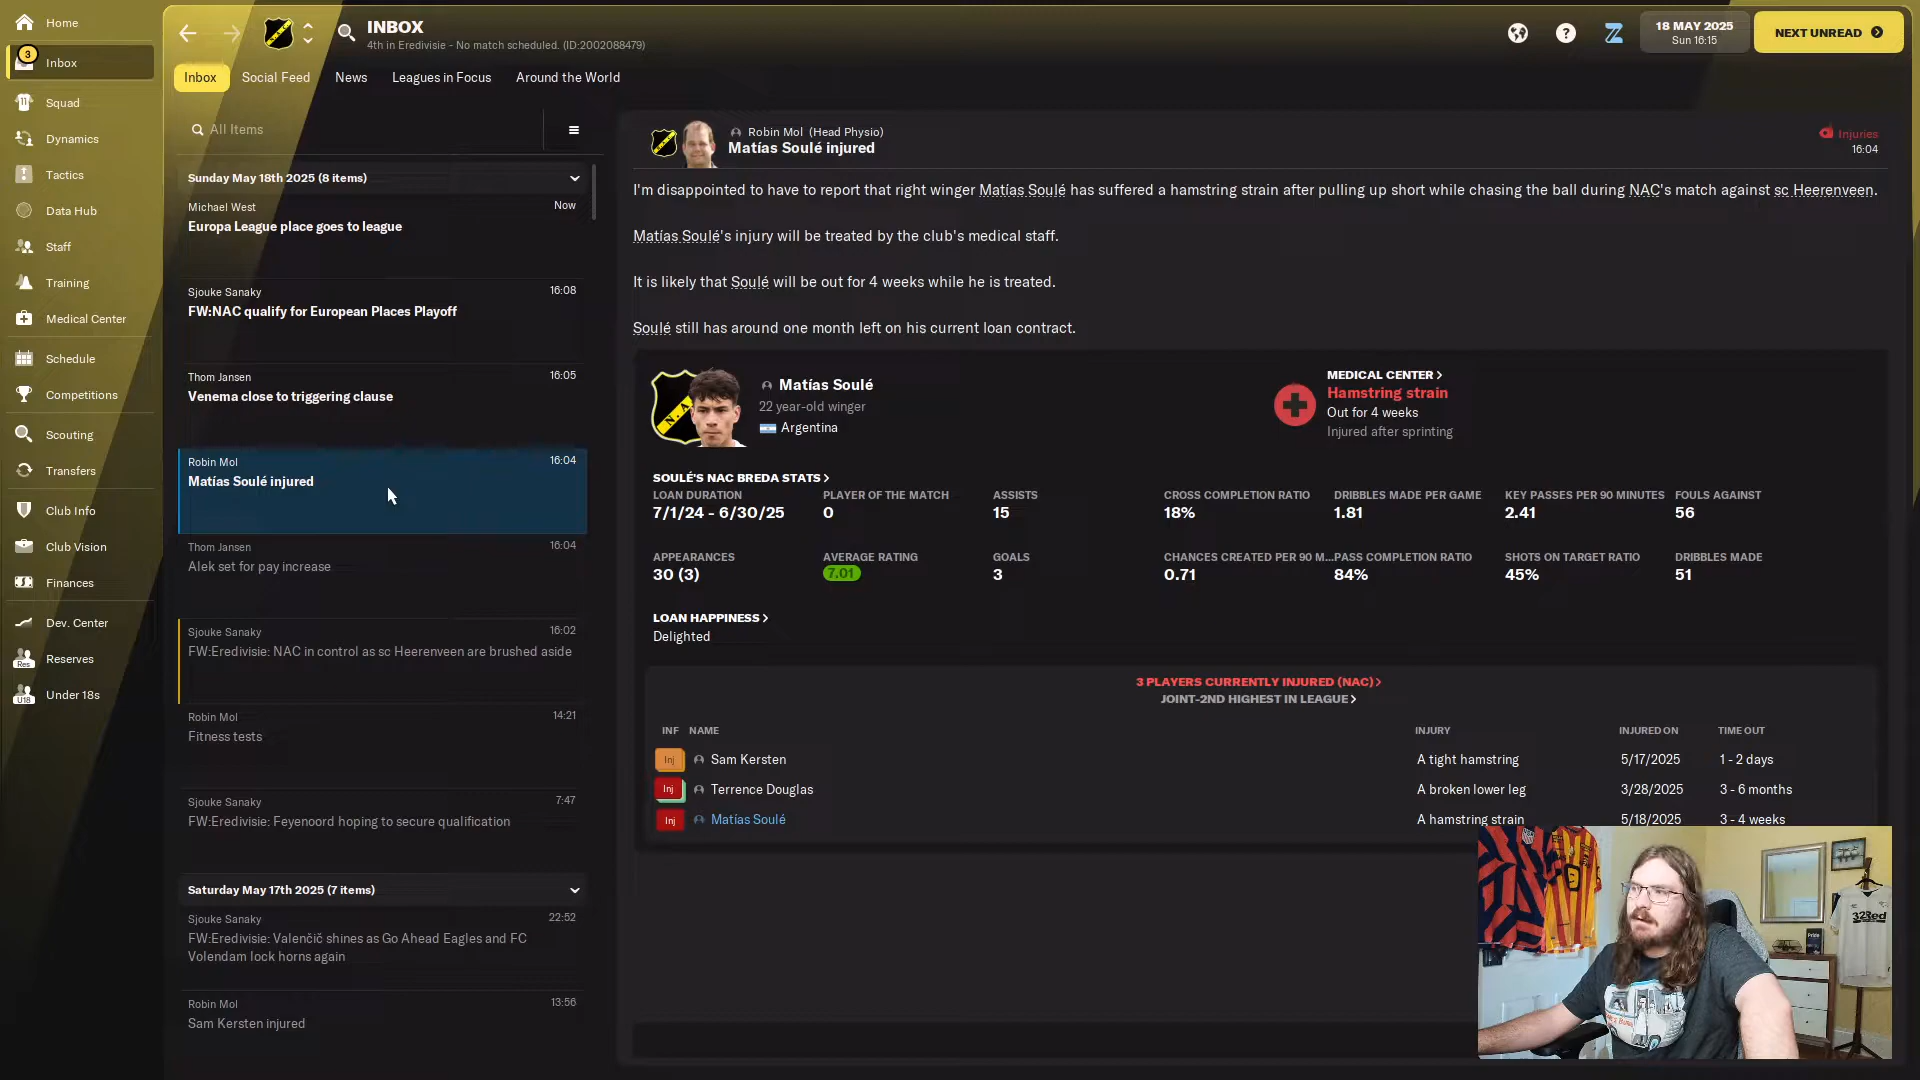 Home
3
Inbox
Squad
Dynamics
Tactics
Data Hub
Staff
Training
Medical Center
Schedule
Competitions
Scouting
Transfers
Club Info
Club Vision
Finances
Dev. Center
Res
Reserves
U18
Under 18s
INBOX
4th in Eredivisie - No match scheduled. (ID:2002088479)
18 MAY 2025
Sun 16:15
NEXT UNREAD
Inbox
Social Feed
News
Leagues in Focus
Around the World
All Items
Sunday May 18th 2025 (8 items)
Michael West
Now
Europa League place goes to league
Sjouke Sanaky
16:08
FW:NAC qualify for European Places Playoff
Thom Jansen
16:05
Venema close to triggering clause
Robin Mol
16:04
Matías Soulé injured
Thom Jansen
16:04
Alek set for pay increase
Sjouke Sanaky
16:02
FW:Eredivisie: NAC in control as sc Heerenveen are brushed aside
Robin Mol
14:21
Fitness tests
Sjouke Sanaky
7:47
FW:Eredivisie: Feyenoord hoping to secure qualification
Saturday May 17th 2025 (7 items)
Sjouke Sanaky
22:52
FW:Eredivisie: Valenčič shines as Go Ahead Eagles and FC
Volendam lock horns again
Robin Mol
13:56
Sam Kersten injured
Robin Mol (Head Physio)
Matías Soulé injured
Injuries
16:04
I'm disappointed to have to report that right winger Matías Soulé has suffered a hamstring strain after pulling up short while chasing the ball during NAC's match against sc Heerenveen.
Matías Soulé's injury will be treated by the club's medical staff.
It is likely that Soulé will be out for 4 weeks while he is treated.
Soulé still has around one month left on his current loan contract.
Matías Soulé
22 year-old winger
Argentina
MEDICAL CENTER
Hamstring strain
Out for 4 weeks
Injured after sprinting
SOULÉ'S NAC BREDA STATS
LOAN DURATION
PLAYER OF THE MATCH
ASSISTS
CROSS COMPLETION RATIO
DRIBBLES MADE PER GAME
KEY PASSES PER 90 MINUTES
FOULS AGAINST
7/1/24 - 6/30/25
0
15
18%
1.81
2.41
56
APPEARANCES
AVERAGE RATING
GOALS
CHANCES CREATED PER 90 M...
PASS COMPLETION RATIO
SHOTS ON TARGET RATIO
DRIBBLES MADE
30 (3)
7.01
3
0.71
84%
45%
51
LOAN HAPPINESS
Delighted
3 PLAYERS CURRENTLY INJURED (NAC)
JOINT-2ND HIGHEST IN LEAGUE
INF
NAME
INJURY
INJURED ON
TIME OUT
Inj
Sam Kersten
A tight hamstring
5/17/2025
1 - 2 days
Inj
Terrence Douglas
A broken lower leg
3/28/2025
3 - 6 months
Inj
Matías Soulé
A hamstring strain
5/18/2025
3 - 4 weeks
32Red
Pride